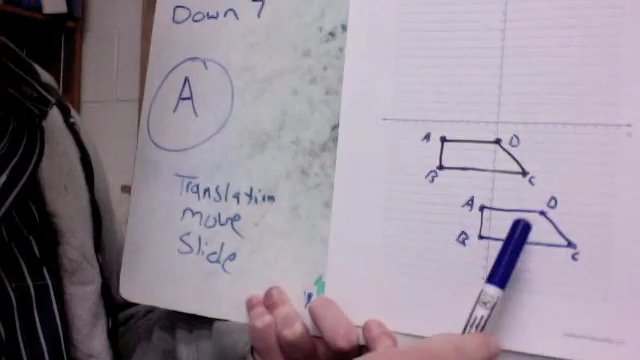 Down 7
A
Translation
Move
Slide
A D
B C
A D
B C